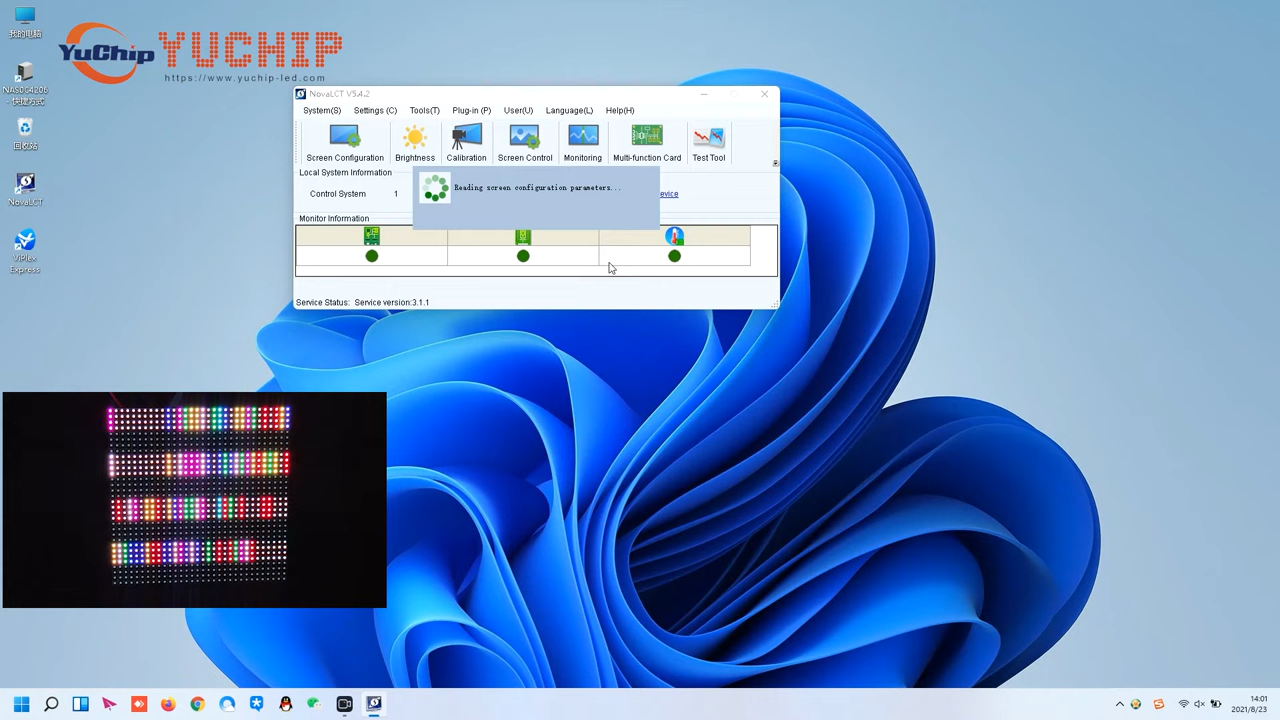 我的电脑
YuChip YUCHIP
https://www.yuchip-led.com
NAS0C4206
- 快捷方式
回收站
NovaLCT
ViPlex
Express
NovaLCT V5.4.2
System(S) Settings (C) Tools(T) Plug-in (P) User(U) Language(L) Help(H)
Screen Configuration Brightness Calibration Screen Control Monitoring Multi-function Card Test Tool
Local System Information
Reading screen configuration parameters...
Control System 1 evice
Monitor Information
Service Status: Service version:3.1.1
14:01
2021/8/23